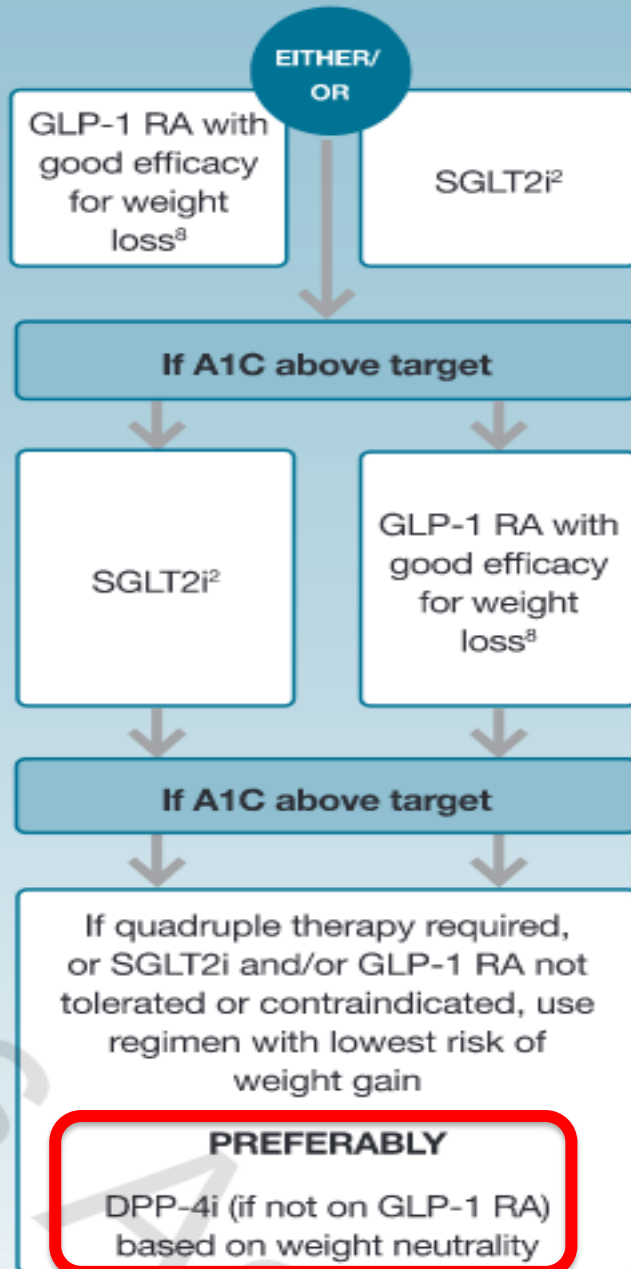 EITHER/
OR
GLP-1 RA with
good efficacy
for weight
loss⁸
SGLT2i²
If A1C above target
SGLT2i²
GLP-1 RA with
good efficacy
for weight
loss⁸
If A1C above target
If quadruple therapy required,
or SGLT2i and/or GLP-1 RA not
tolerated or contraindicated, use
regimen with lowest risk of
weight gain
PREFERABLY
DPP-4i (if not on GLP-1 RA)
based on weight neutrality